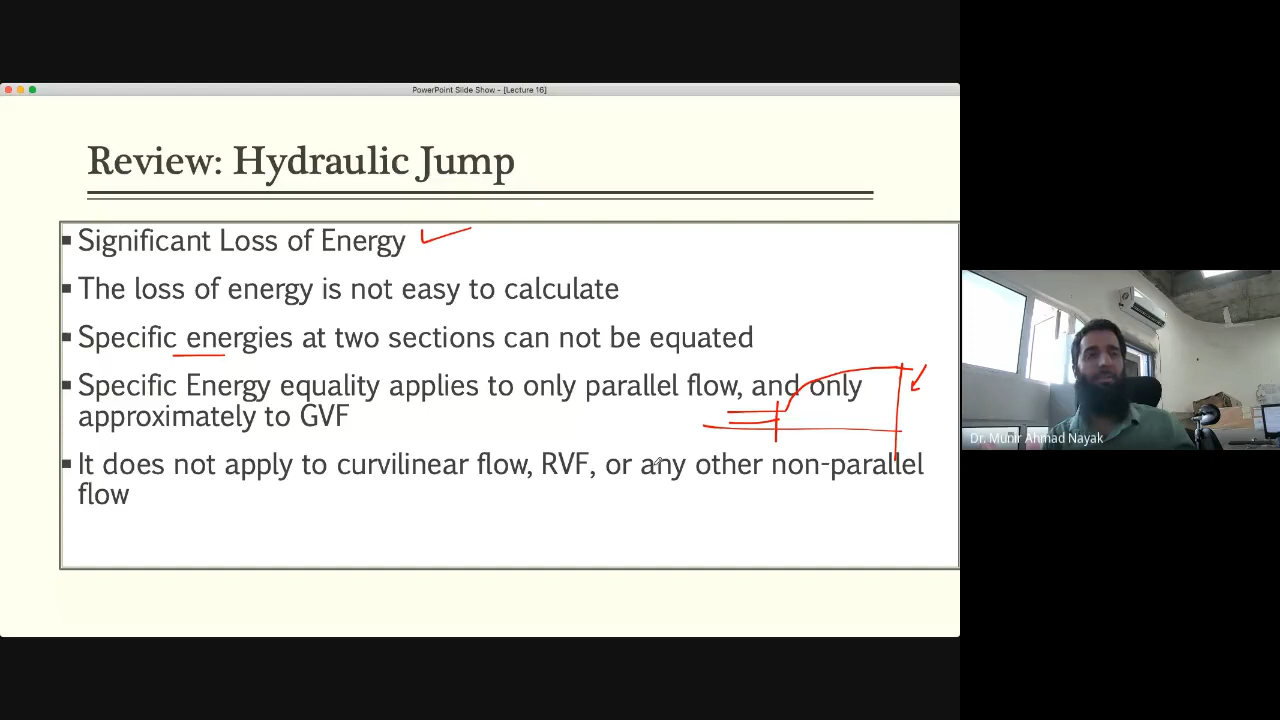 PowerPoint Slide Show - [Lecture 16]
Review: Hydraulic Jump
▪ Significant Loss of Energy
▪ The loss of energy is not easy to calculate
▪ Specific energies at two sections can not be equated
▪ Specific Energy equality applies to only parallel flow, and only
approximately to GVF
▪ It does not apply to curvilinear flow, RVF, or any other non-parallel
flow
Dr. Munir Ahmad Nayak